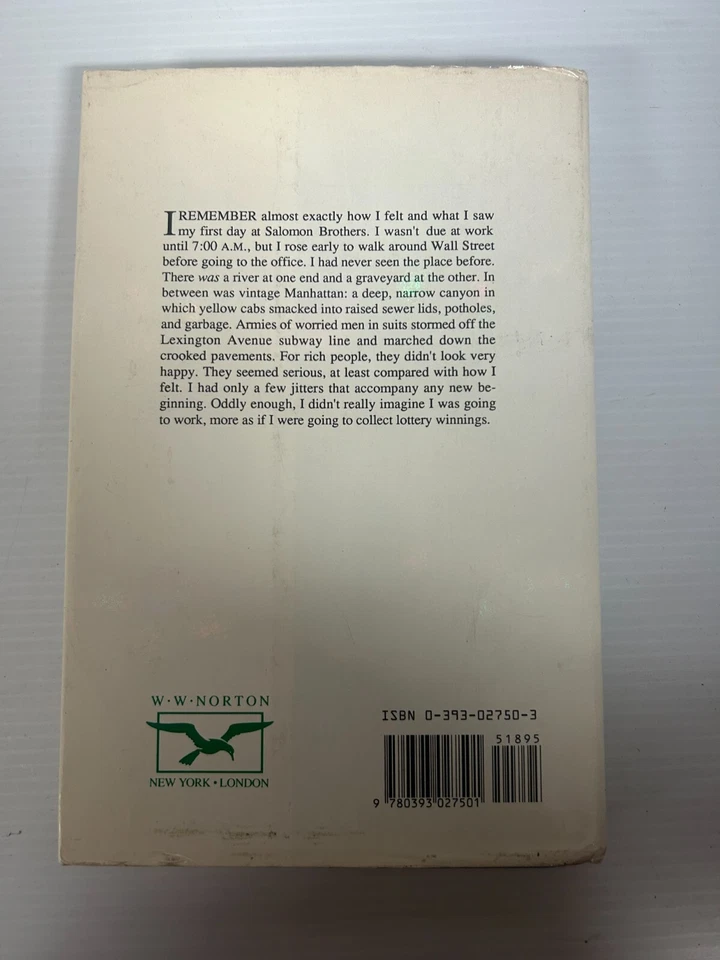 I REMEMBER almost exactly how I felt and what I saw
my first day at Salomon Brothers. I wasn't due at work
until 7:00 A.M., but I rose early to walk around Wall Street
before going to the office. I had never seen the place before.
There was a river at one end and a graveyard at the other. In
between was vintage Manhattan: a deep, narrow canyon in
which yellow cabs smacked into raised sewer lids, potholes,
and garbage. Armies of worried men in suits stormed off the
Lexington Avenue subway line and marched down the
crooked pavements. For rich people, they didn't look very
happy. They seemed serious, at least compared with how I
felt. I had only a few jitters that accompany any new be-
ginning. Oddly enough, I didn't really imagine I was going
to work, more as if I were going to collect lottery winnings.
W·W·NORTON
NEW YORK • LONDON
ISBN 0-393-02750-3
51895
9 780393 027501